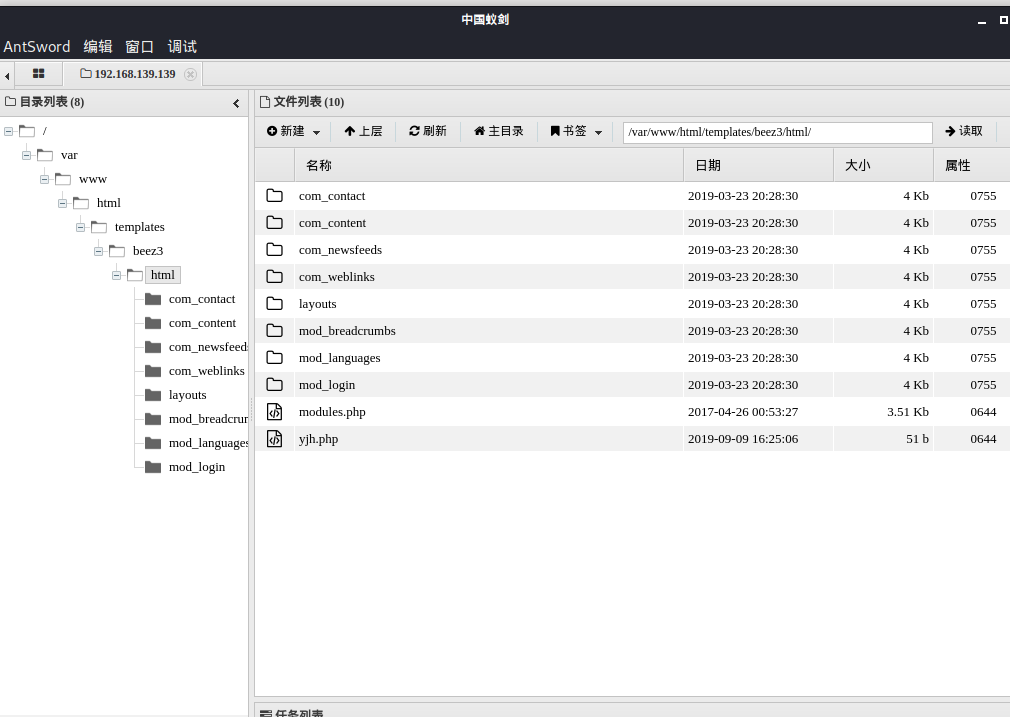 中国蚁剑
AntSword 编辑 窗口 调试
192.168.139.139
目录列表 (8)
/
var
www
html
templates
beez3
html
com_contact
com_content
com_newsfeeds
com_weblinks
layouts
mod_breadcrum
mod_languages
mod_login
文件列表 (10)
新建 上层 刷新 主目录 书签 /var/www/html/templates/beez3/html/ 读取
名称 日期 大小 属性
com_contact 2019-03-23 20:28:30 4 Kb 0755
com_content 2019-03-23 20:28:30 4 Kb 0755
com_newsfeeds 2019-03-23 20:28:30 4 Kb 0755
com_weblinks 2019-03-23 20:28:30 4 Kb 0755
layouts 2019-03-23 20:28:30 4 Kb 0755
mod_breadcrumbs 2019-03-23 20:28:30 4 Kb 0755
mod_languages 2019-03-23 20:28:30 4 Kb 0755
mod_login 2019-03-23 20:28:30 4 Kb 0755
modules.php 2017-04-26 00:53:27 3.51 Kb 0644
yjh.php 2019-09-09 16:25:06 51 b 0644
任务列表